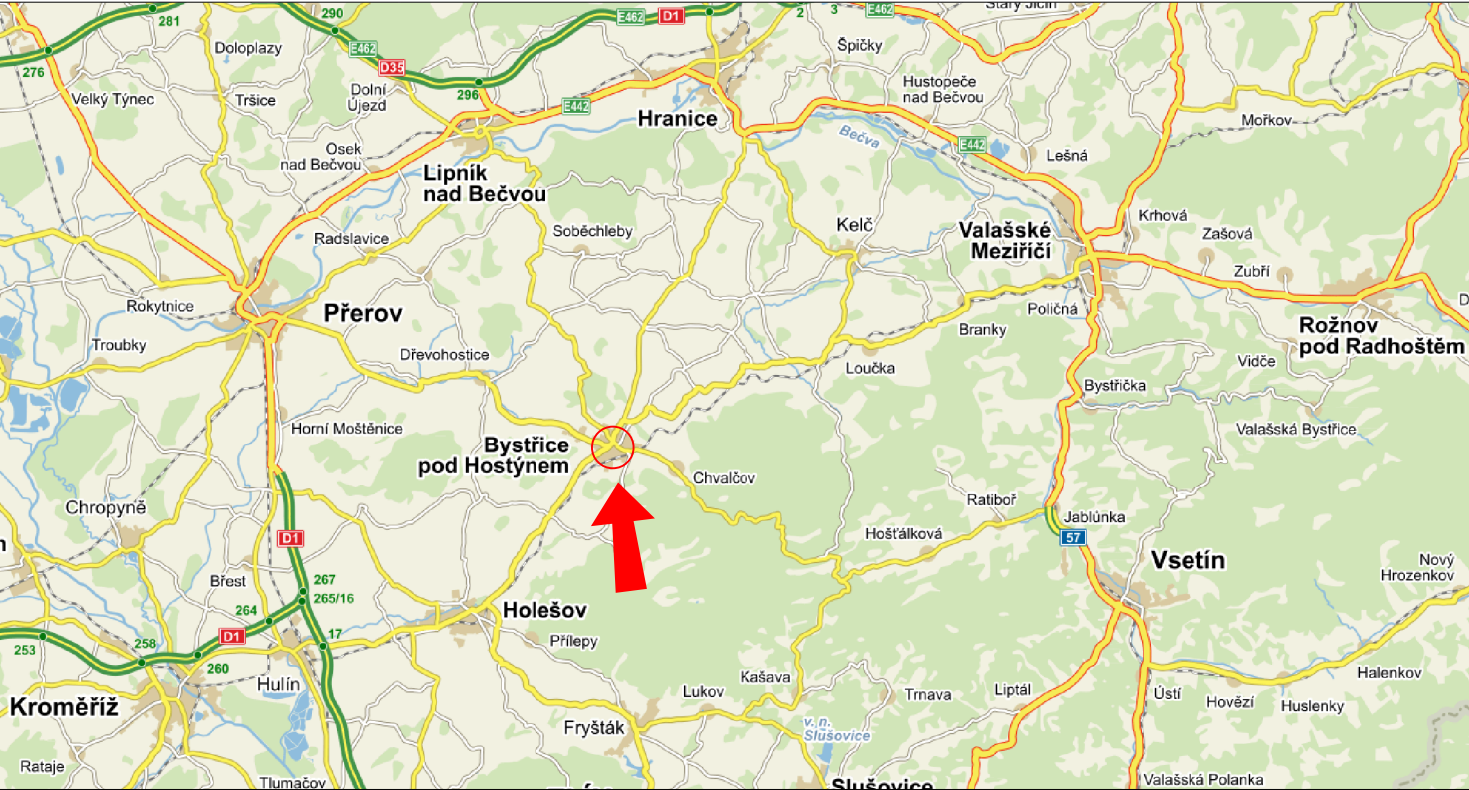 281
290
E462
D1
2
3
E462
Starý Jičín
Doloplazy
E462
Špičky
276
D35
Hustopeče
nad Bečvou
Velký Týnec
Tršice
Dolní
Újezd
296
E442
Hranice
Mořkov
Bečva
E442
Osek
nad Bečvou
Lešná
Lipník
nad Bečvou
Krhová
Kelč
Valašské
Meziříčí
Soběchleby
Radslavice
Zašová
Zubří
Rokytnice
Přerov
Poličná
D
Branky
Rožnov
pod Radhoštěm
Troubky
Dřevohostice
Loučka
Vidče
Bystřička
Horní Moštěnice
Valašská Bystřice
Bystřice
pod Hostýnem
Chvalčov
Ratiboř
Chropyně
Jablůnka
Hošťálková
57
D1
Vsetín
Nový
Hrozenkov
Břest
267
265/16
264
Holešov
D1
17
258
253
260
Přílepy
Halenkov
Kašava
Hulín
Lukov
Trnava
Liptál
Ústí
Hovězí
Huslenky
Kroměříž
Fryšták
v. n.
Slušovice
Rataje
Tlumačov
Slušovice
Valašská Polanka